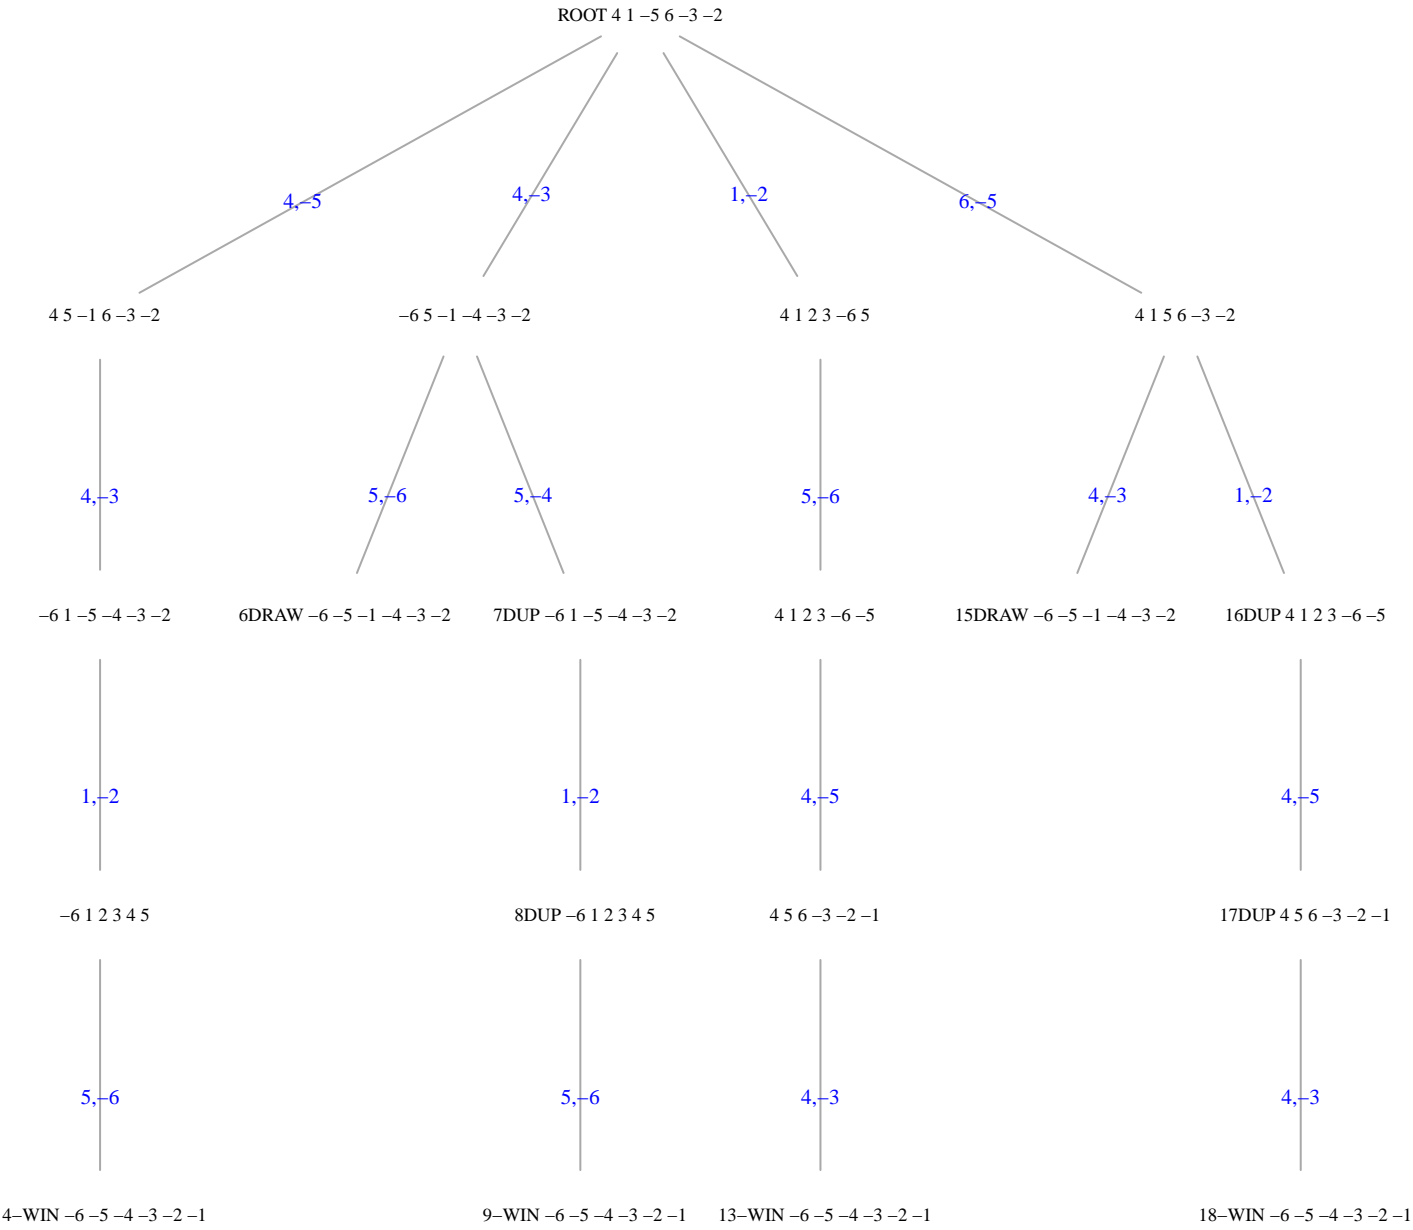 ROOT 4 1 –5 6 –3 –2
4,–5
4,–3
1,–2
6,–5
4 5 –1 6 –3 –2
–6 5 –1 –4 –3 –2
4 1 2 3 –6 5
4 1 5 6 –3 –2
4,–3
5,–6
5,–4
5,–6
4,–3
1,–2
–6 1 –5 –4 –3 –2
6DRAW –6 –5 –1 –4 –3 –2
7DUP –6 1 –5 –4 –3 –2
4 1 2 3 –6 –5
15DRAW –6 –5 –1 –4 –3 –2
16DUP 4 1 2 3 –6 –5
1,–2
1,–2
4,–5
4,–5
–6 1 2 3 4 5
8DUP –6 1 2 3 4 5
4 5 6 –3 –2 –1
17DUP 4 5 6 –3 –2 –1
5,–6
5,–6
4,–3
4,–3
4–WIN –6 –5 –4 –3 –2 –1
9–WIN –6 –5 –4 –3 –2 –1
13–WIN –6 –5 –4 –3 –2 –1
18–WIN –6 –5 –4 –3 –2 –1